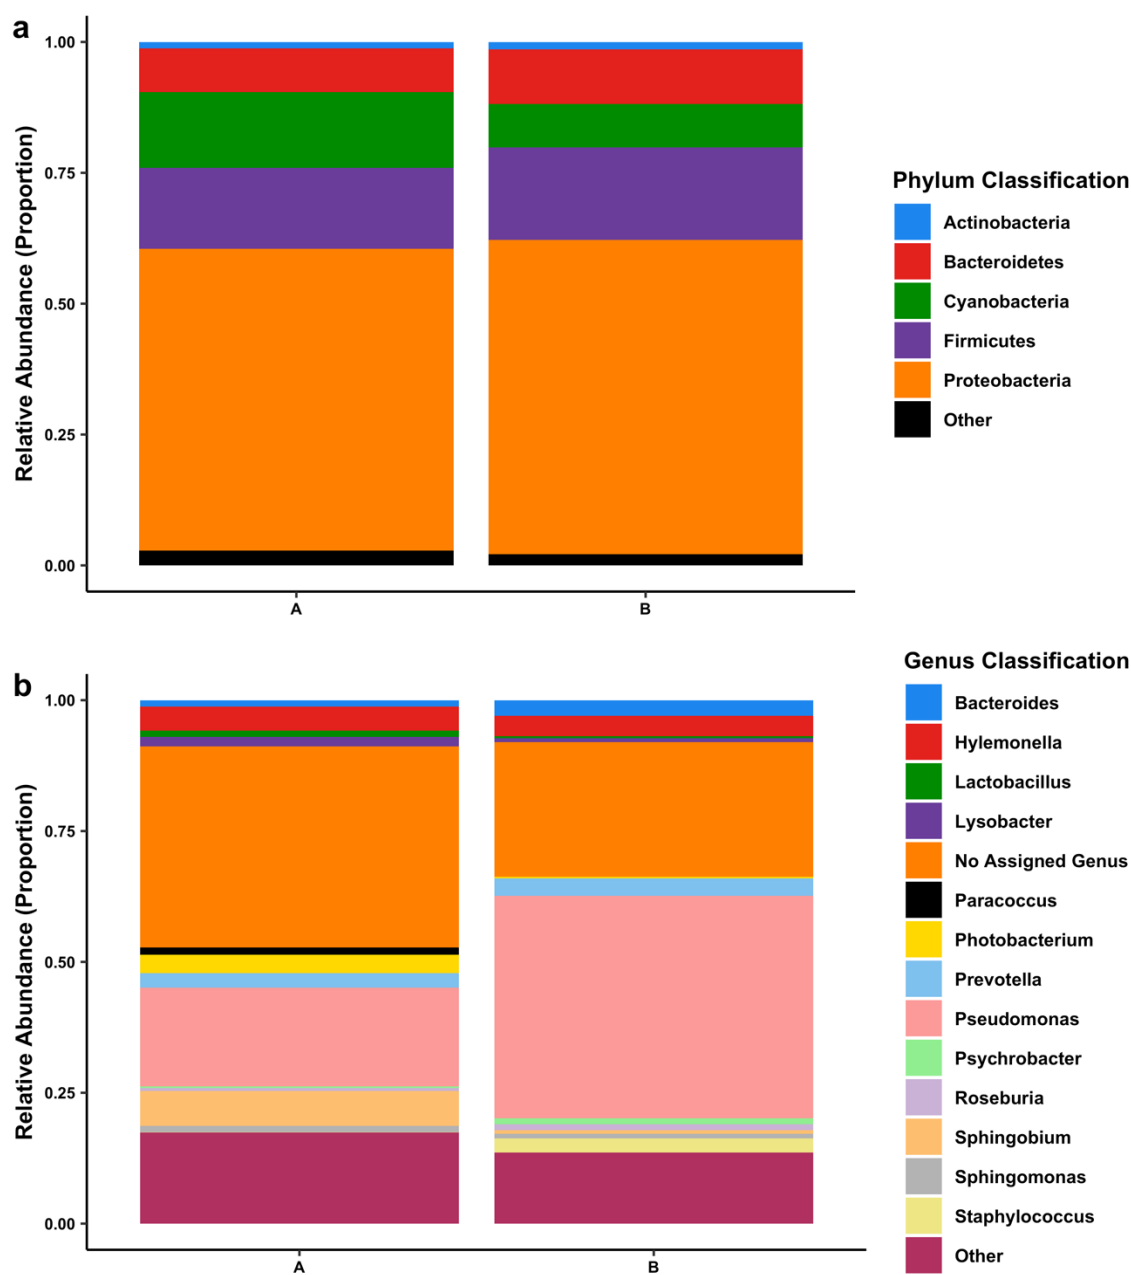 a
Relative Abundance (Proportion)
1.00
0.75
0.50
0.25
0.00
A B
Phylum Classification
Actinobacteria
Bacteroidetes
Cyanobacteria
Firmicutes
Proteobacteria
Other
b
Relative Abundance (Proportion)
1.00
0.75
0.50
0.25
0.00
A B
Genus Classification
Bacteroides
Hylemonella
Lactobacillus
Lysobacter
No Assigned Genus
Paracoccus
Photobacterium
Prevotella
Pseudomonas
Psychrobacter
Roseburia
Sphingobium
Sphingomonas
Staphylococcus
Other